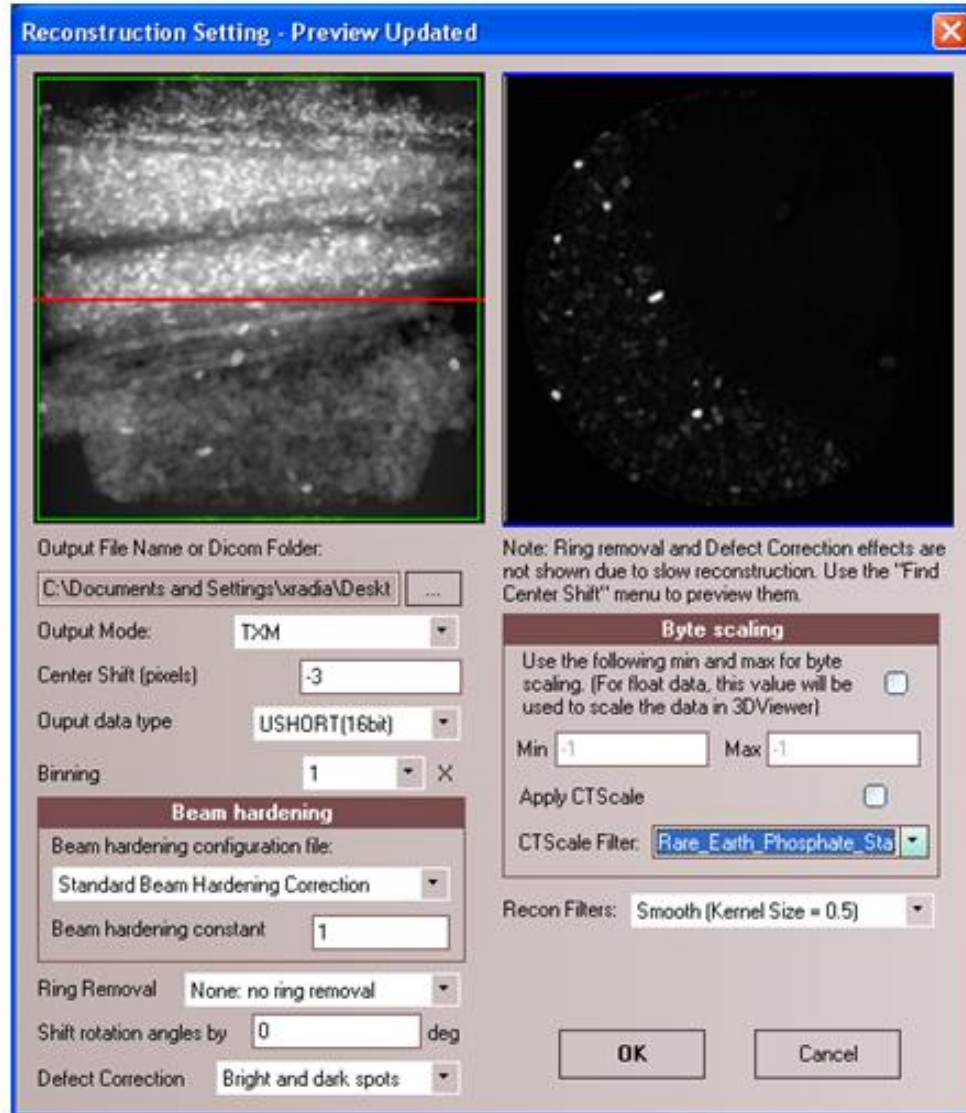 Reconstruction Setting - Preview Updated
Output File Name or Dicom Folder:
C:\Documents and Settings\xradia\Deskt ...
Output Mode: TXM
Center Shift (pixels) -3
Ouput data type USHORT(16bit)
Binning 1 X
Beam hardening
Beam hardening configuration file:
Standard Beam Hardening Correction
Beam hardening constant 1
Ring Removal None: no ring removal
Shift rotation angles by 0 deg
Defect Correction Bright and dark spots
Note: Ring removal and Defect Correction effects are
not shown due to slow reconstruction. Use the "Find
Center Shift" menu to preview them.
Byte scaling
Use the following min and max for byte
scaling. (For float data, this value will be
used to scale the data in 3DViewer)
Min -1 Max -1
Apply CTScale
CTScale Filter: Rare_Earth_Phosphate_Sta
Recon Filters: Smooth (Kernel Size = 0.5)
OK Cancel